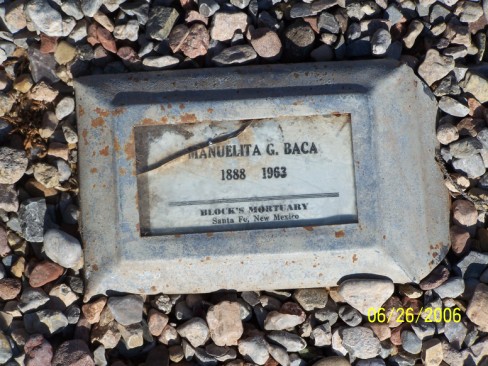 MANUELITA G. BACA
1888 1963
BLOCK'S MORTUARY
Santa Fe, New Mexico
06/26/2006